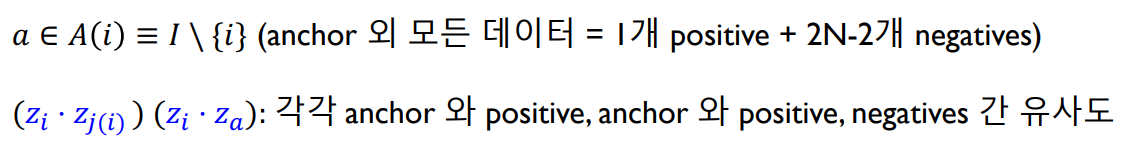 a ∈ A(i) ≡ I \ {i} (anchor 외 모든 데이터 = 1개 positive + 2N-2개 negatives)
(z_i · z_{j(i)}) (z_i · z_a): 각각 anchor 와 positive, anchor 와 positive, negatives 간 유사도